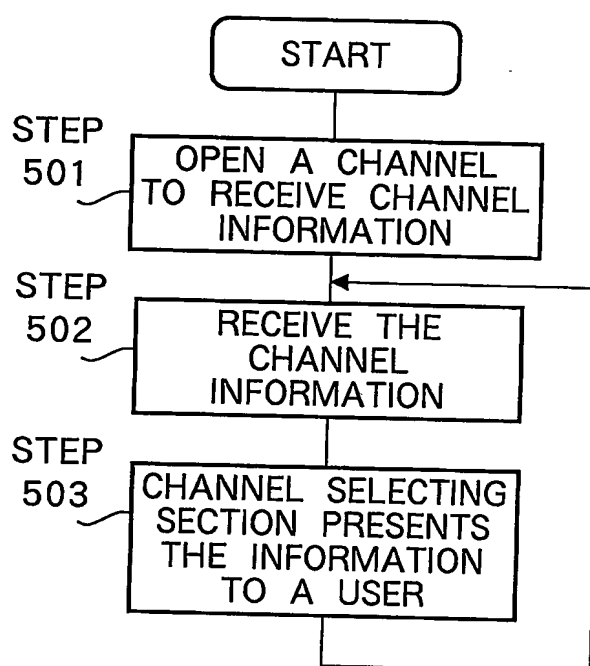 START
STEP
501
OPEN A CHANNEL
TO RECEIVE CHANNEL
INFORMATION
STEP
502
RECEIVE THE
CHANNEL
INFORMATION
STEP
503
CHANNEL SELECTING
SECTION PRESENTS
THE INFORMATION
TO A USER